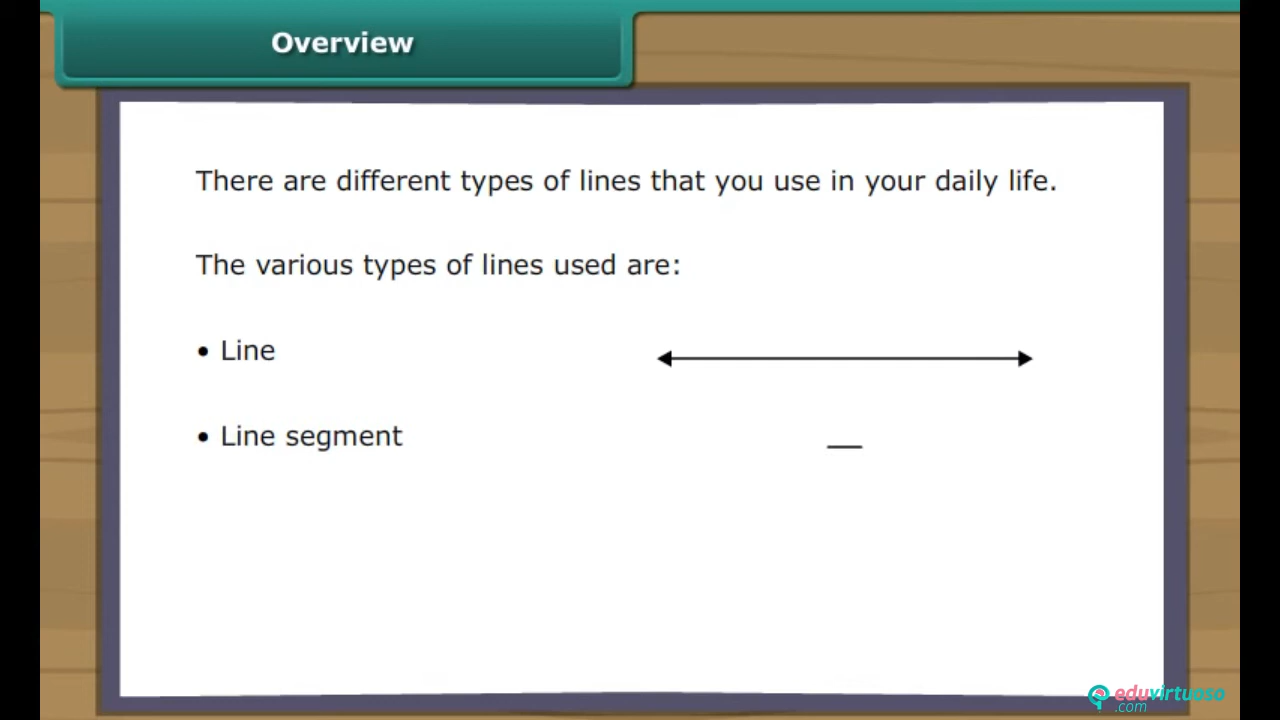 Overview
There are different types of lines that you use in your daily life.
The various types of lines used are:
• Line
• Line segment
eduvirtuoso
.com